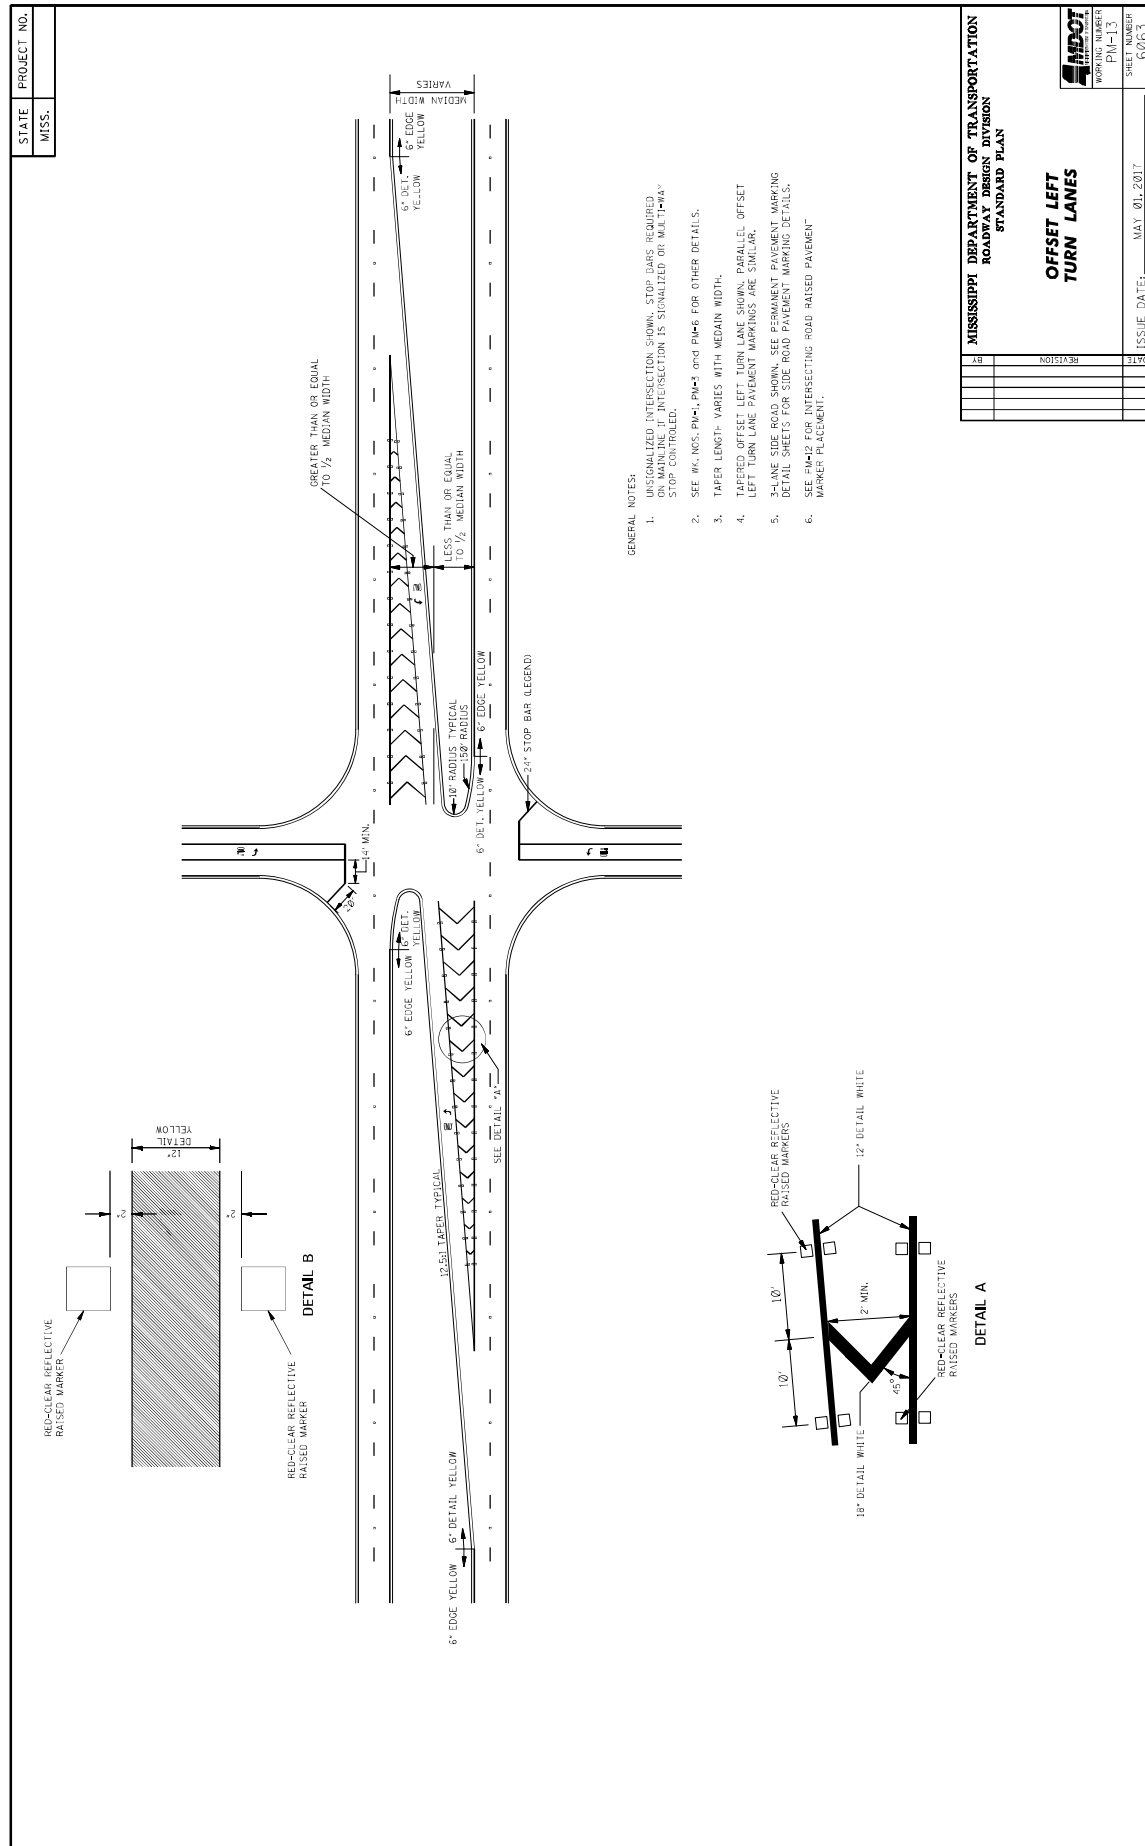 STATE
PROJECT NO.
MISS.
RED-CLEAR REFLECTIVE
RAISED MARKER
2"
12"
DETAIL
YELLOW
2"
RED-CLEAR REFLECTIVE
RAISED MARKER
DETAIL B
MEDIAN WIDTH
VARIES
6" DET.
YELLOW
6" EDGE
YELLOW
GREATER THAN OR EQUAL
TO 1/2 MEDIAN WIDTH
LESS THAN OR EQUAL
TO 1/2 MEDIAN WIDTH
14' MIN.
10' RADIUS TYPICAL
150' RADIUS
6" DET. YELLOW
6" EDGE YELLOW
24" STOP BAR (LEGEND)
6" EDGE YELLOW
6" DET.
YELLOW
12.5:1 TAPER TYPICAL
SEE DETAIL "A"
6" EDGE YELLOW
6" DETAIL YELLOW
GENERAL NOTES:
1. UNSIGNALIZED INTERSECTION SHOWN. STOP BARS REQUIRED
ON MAINLINE IF INTERSECTION IS SIGNALIZED OR MULTI-WAY
STOP CONTROLED.
2. SEE WK. NOS. PM-1, PM-3 and PM-6 FOR OTHER DETAILS.
3. TAPER LENGTH VARIES WITH MEDAIN WIDTH.
4. TAPERED OFFSET LEFT TURN LANE SHOWN. PARALLEL OFFSET
LEFT TURN LANE PAVEMENT MARKINGS ARE SIMILAR.
5. 3-LANE SIDE ROAD SHOWN. SEE PERMANENT PAVEMENT MARKING
DETAIL SHEETS FOR SIDE ROAD PAVEMENT MARKING DETAILS.
6. SEE PM-12 FOR INTERSECTING ROAD RAISED PAVEMENT
MARKER PLACEMENT.
RED-CLEAR REFLECTIVE
RAISED MARKERS
10'
10'
2' MIN.
12" DETAIL WHITE
45°
18" DETAIL WHITE
RED-CLEAR REFLECTIVE
RAISED MARKERS
DETAIL A
MISSISSIPPI DEPARTMENT OF TRANSPORTATION
ROADWAY DESIGN DIVISION
STANDARD PLAN
OFFSET LEFT
TURN LANES
MDOT
WORKING NUMBER
PM-13
SHEET NUMBER
6063
ISSUE DATE: MAY 01, 2017
BY
REVISION
DATE